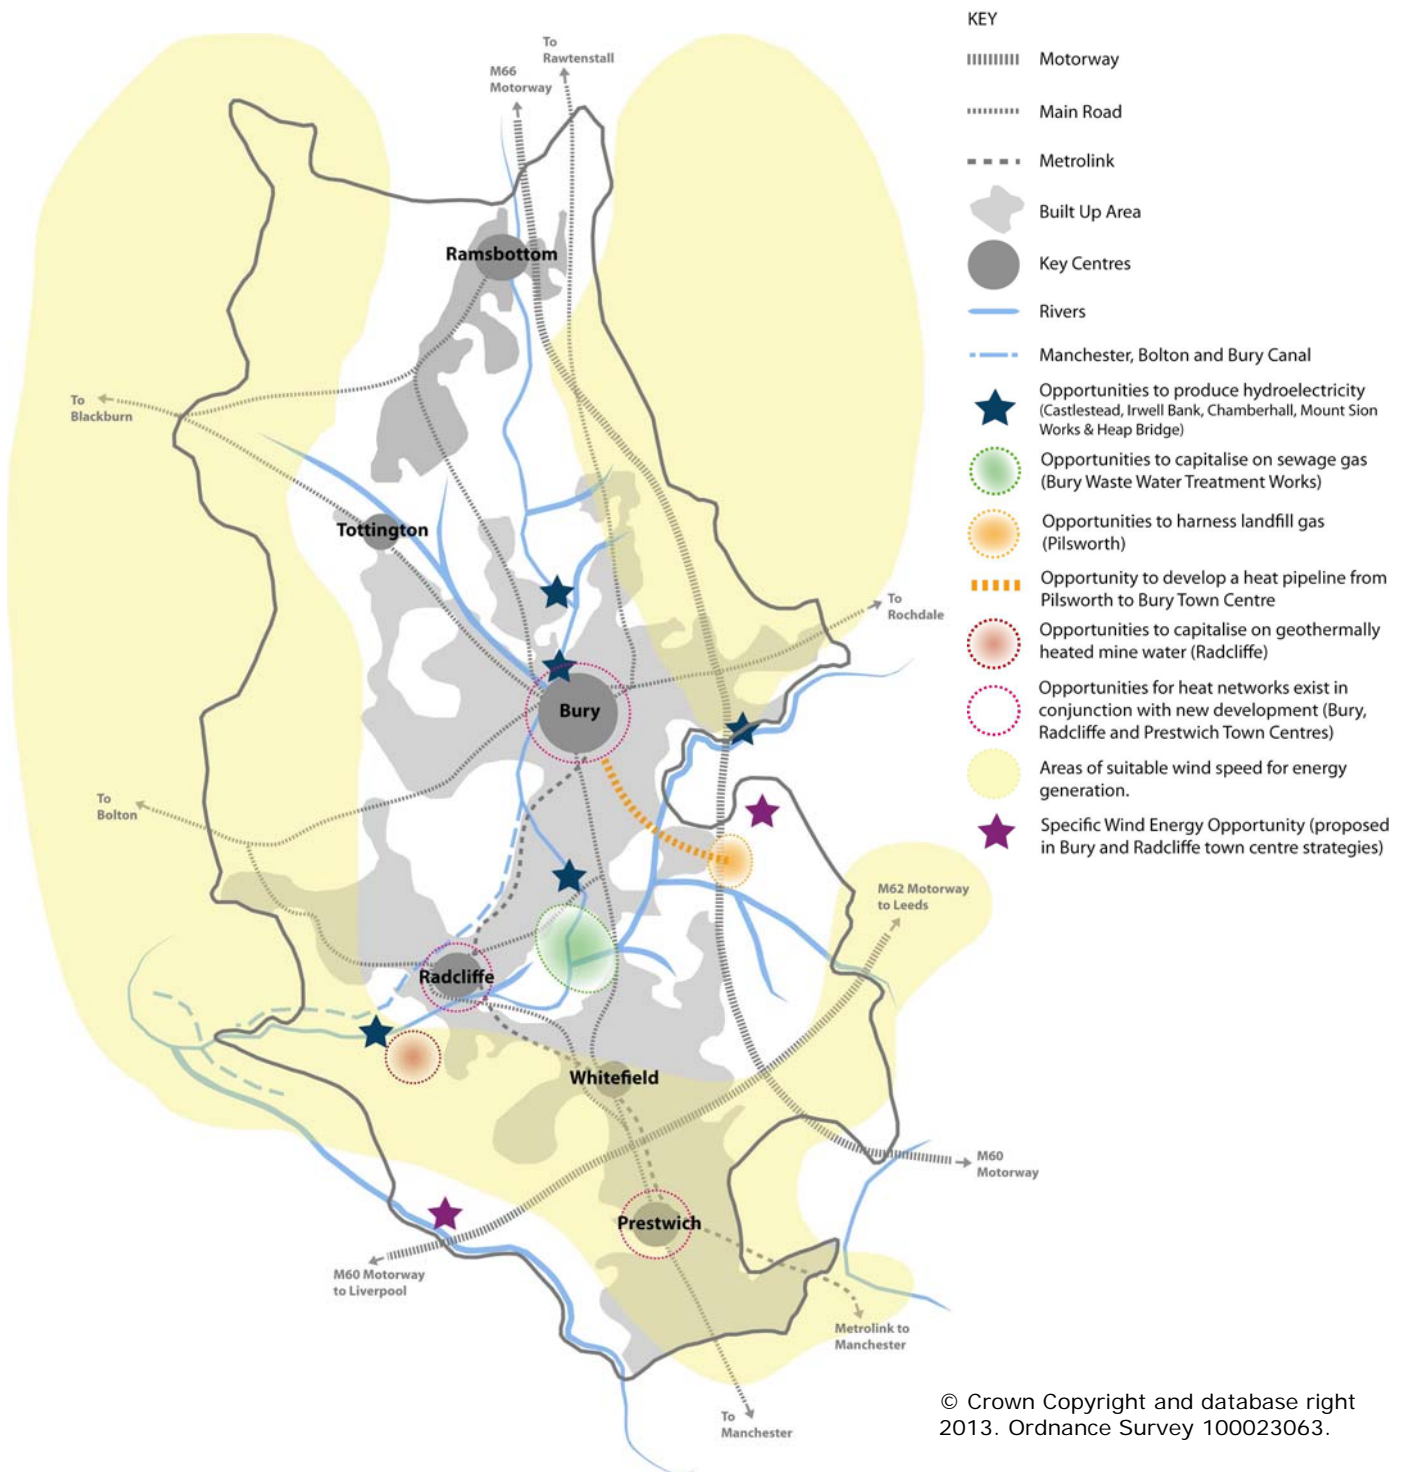 To
Rawtenstall
M66
Motorway
Ramsbottom
To
Blackburn
Tottington
To
Rochdale
Bury
To
Bolton
M62 Motorway
to Leeds
Radcliffe
Whitefield
M60
Motorway
Prestwich
M60 Motorway
to Liverpool
Metrolink to
Manchester
To
Manchester
KEY
Motorway
Main Road
Metrolink
Built Up Area
Key Centres
Rivers
Manchester, Bolton and Bury Canal
Opportunities to produce hydroelectricity
(Castlestead, Irwell Bank, Chamberhall, Mount Sion
Works & Heap Bridge)
Opportunities to capitalise on sewage gas
(Bury Waste Water Treatment Works)
Opportunities to harness landfill gas
(Pilsworth)
Opportunity to develop a heat pipeline from
Pilsworth to Bury Town Centre
Opportunities to capitalise on geothermally
heated mine water (Radcliffe)
Opportunities for heat networks exist in
conjunction with new development (Bury,
Radcliffe and Prestwich Town Centres)
Areas of suitable wind speed for energy
generation.
Specific Wind Energy Opportunity (proposed
in Bury and Radcliffe town centre strategies)
© Crown Copyright and database right
2013. Ordnance Survey 100023063.